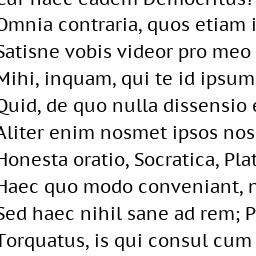 Cur haec eadem Democritus?
Omnia contraria, quos etiam i
Satisne vobis videor pro meo
Mihi, inquam, qui te id ipsum
Quid, de quo nulla dissensio e
Aliter enim nosmet ipsos nos
Honesta oratio, Socratica, Plat
Haec quo modo conveniant, n
Sed haec nihil sane ad rem; P
Torquatus, is qui consul cum